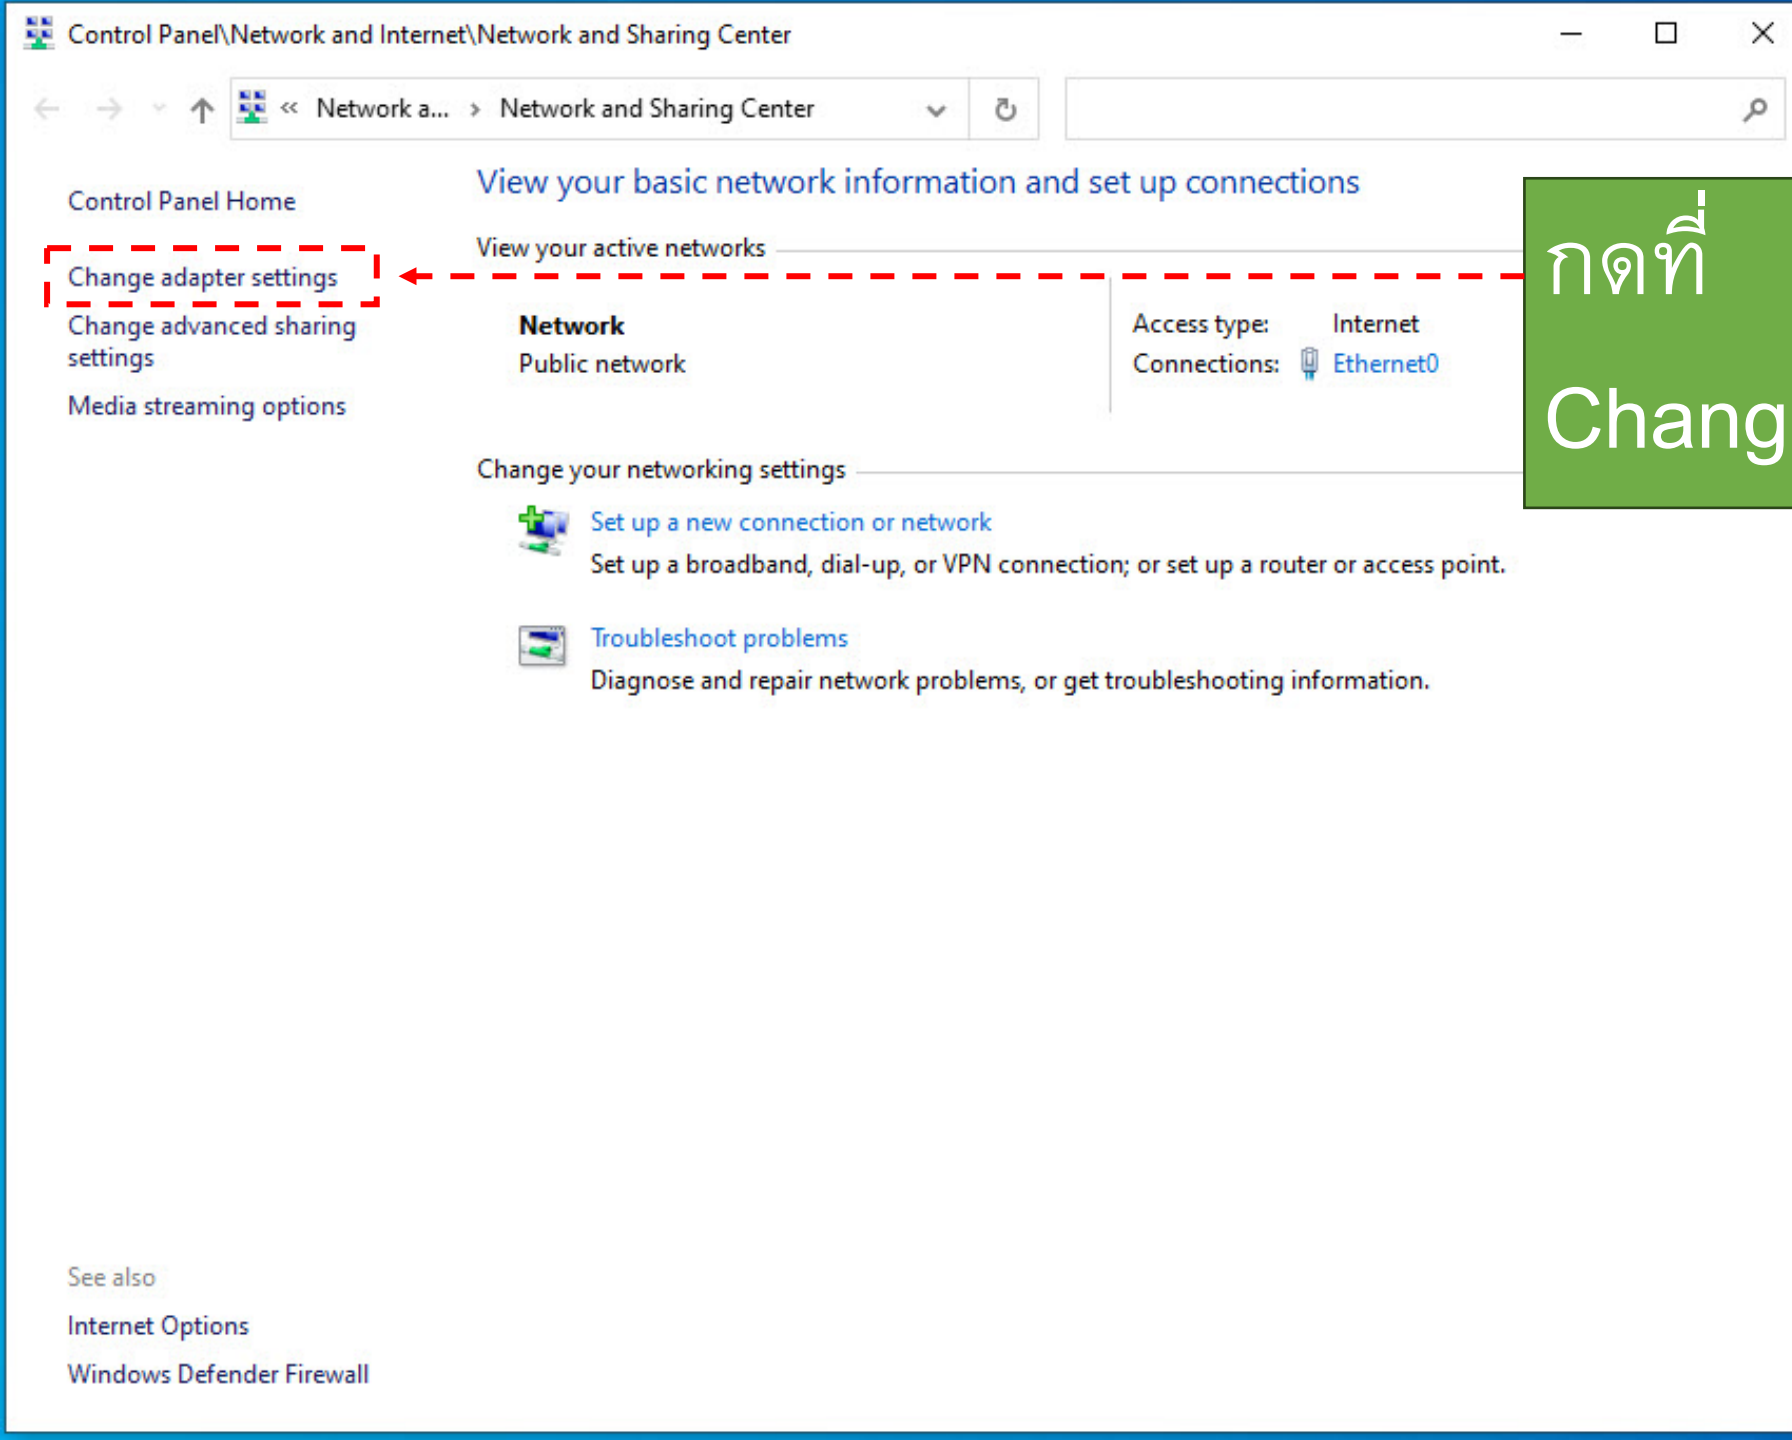 Control Panel\Network and Internet\Network and Sharing Center
« Network a... › Network and Sharing Center
Control Panel Home
Change adapter settings
Change advanced sharing
settings
Media streaming options
View your basic network information and set up connections
View your active networks
Network
Public network
Access type: Internet
Connections: Ethernet0
Change your networking settings
Set up a new connection or network
Set up a broadband, dial-up, or VPN connection; or set up a router or access point.
Troubleshoot problems
Diagnose and repair network problems, or get troubleshooting information.
กดที่
Chang
See also
Internet Options
Windows Defender Firewall